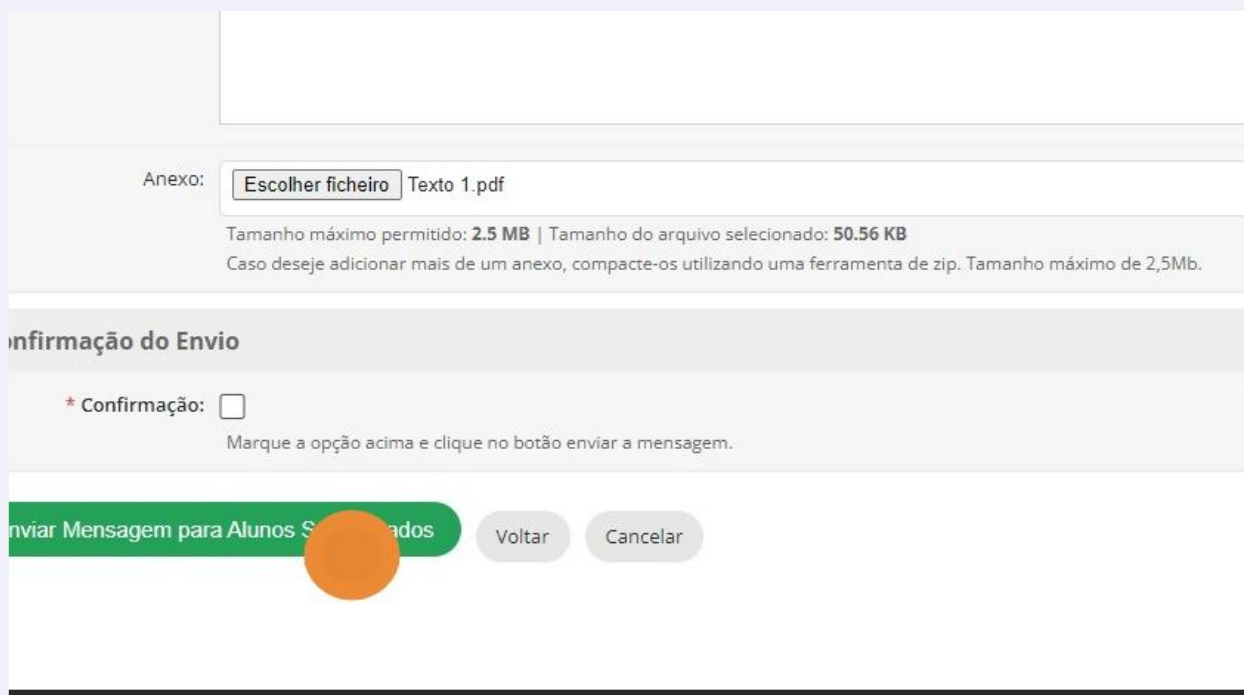 Anexo: Escolher ficheiro Texto 1.pdf
Tamanho máximo permitido: 2.5 MB | Tamanho do arquivo selecionado: 50.56 KB
Caso deseje adicionar mais de um anexo, compacte-os utilizando uma ferramenta de zip. Tamanho máximo de 2,5Mb.
nfirmação do Envio
* Confirmação:
Marque a opção acima e clique no botão enviar a mensagem.
nviar Mensagem para Alunos Voltar Cancelar